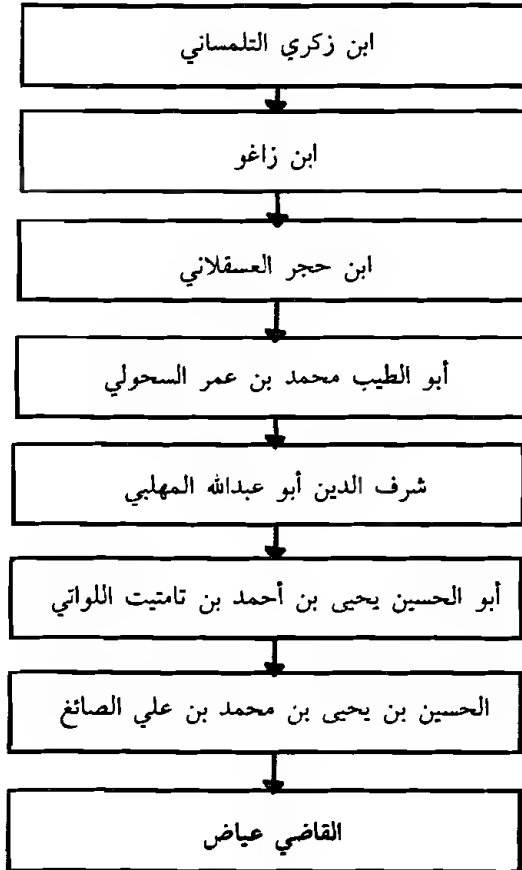 ابن زكري التلمساني
ابن زاغو
ابن حجر العسقلاني
أبو الطيب محمد بن عمر السحولي
شرف الدين أبو عبدالله المهلبي
أبو الحسين يحيى بن أحمد بن تامتيت اللواتي
الحسين بن يحيى بن محمد بن علي الصائغ
القاضي عياض